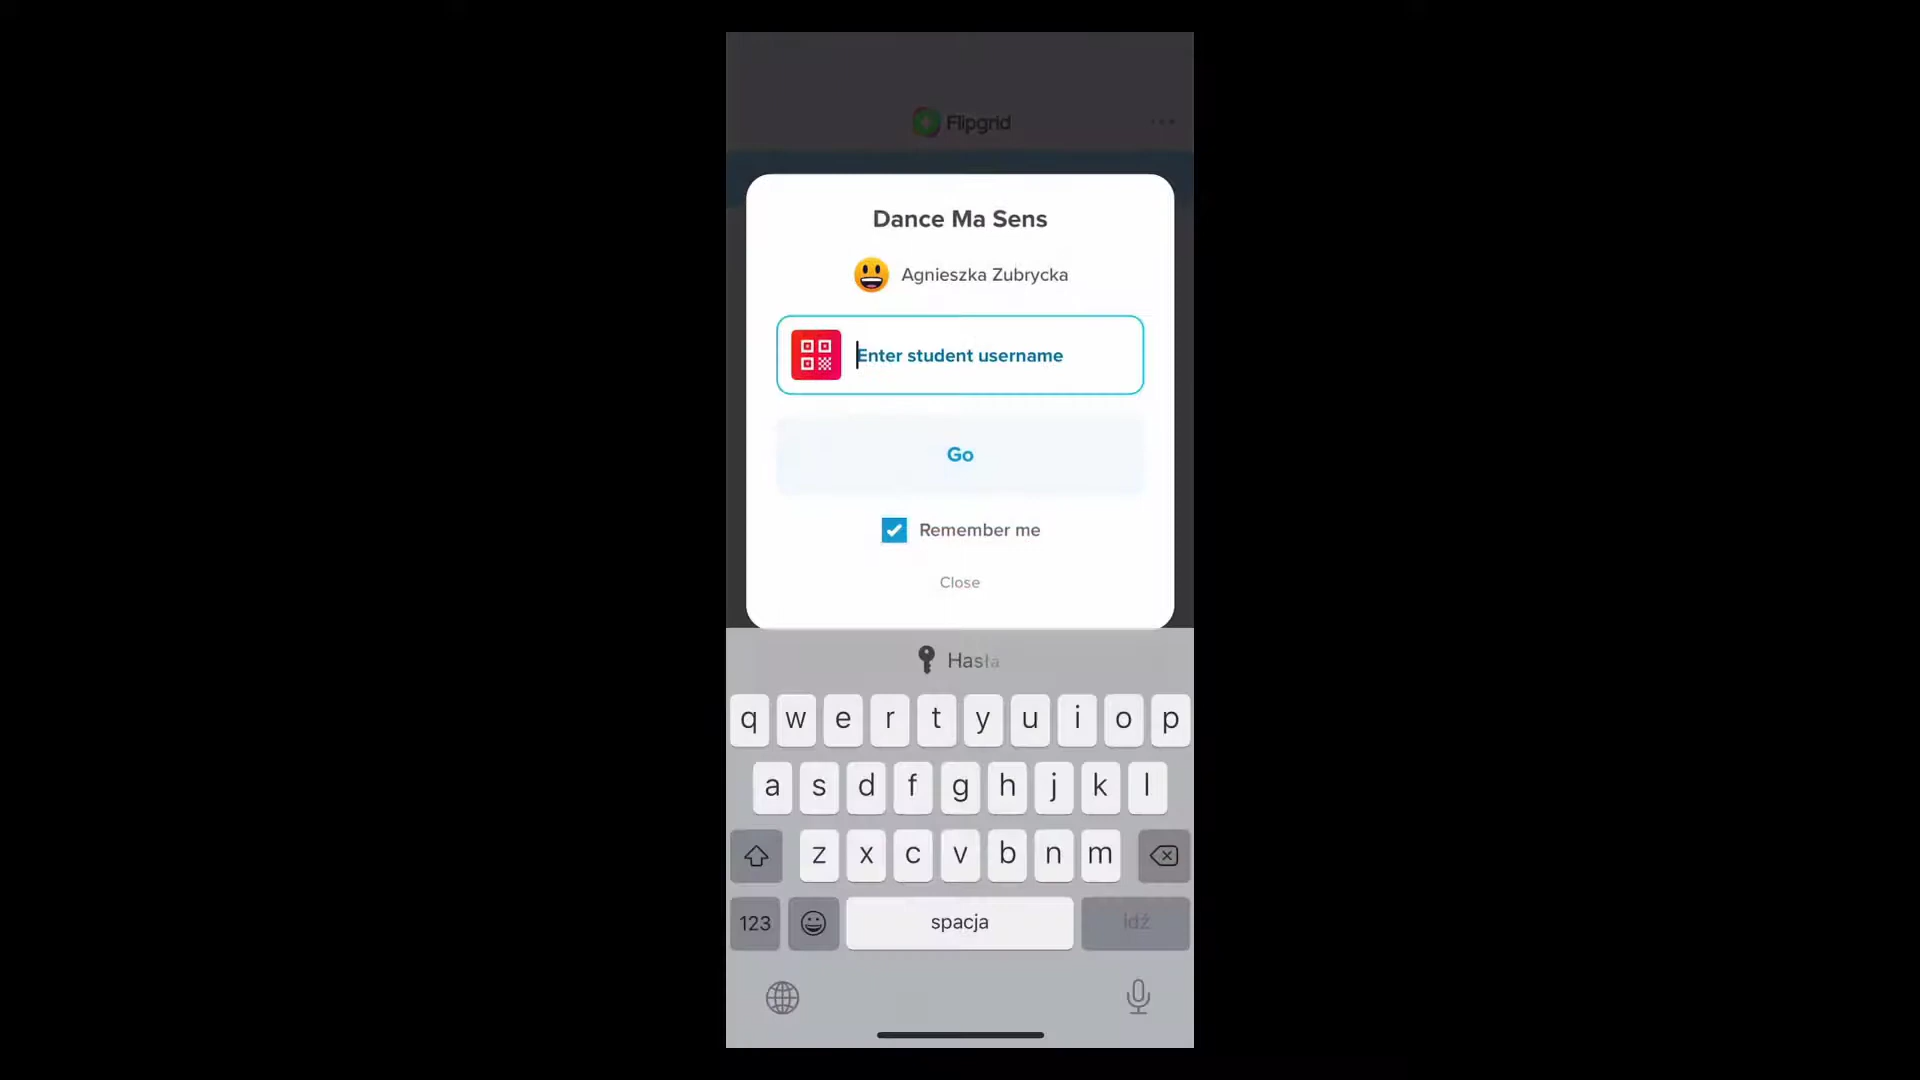 Flipgrid
Dance Ma Sens
Agnieszka Zubrycka
Enter student username
Go
Remember me
Close
Hasła
q w e r t y u i o p
a s d f g h j k l
z x c v b n m
123 spacja idź